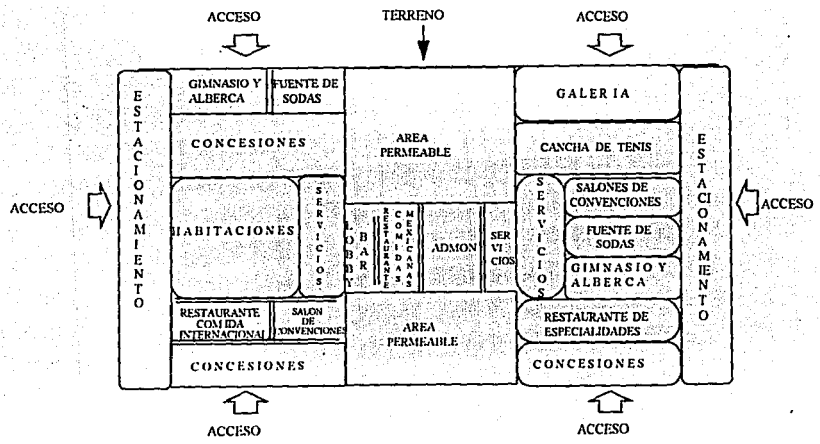 ACCESO
TERRENO
ACCESO
ESTACIONAMIENTO
GIMNASIO Y
ALBERCA
FUENTE DE
SODAS
CONCESIONES
HABITACIONES
SERVICIOS
RESTAURANTE
COMIDA
INTERNACIONAL
SALON
DE
CONVENCIONES
CONCESIONES
AREA
PERMEABLE
LOBBY
BAR
RESTAURANTE
COMIDAS
MEXICANAS
ADMON
SER
VICIOS
AREA
PERMEABLE
GALERIA
CANCHA DE TENIS
SERVICIOS
SALONES DE
CONVENCIONES
FUENTE DE
SODAS
GIMNASIO Y
ALBERCA
RESTAURANTE DE
ESPECIALIDADES
CONCESIONES
ESTACIONAMIENTO
ACCESO
ACCESO
ACCESO
ACCESO